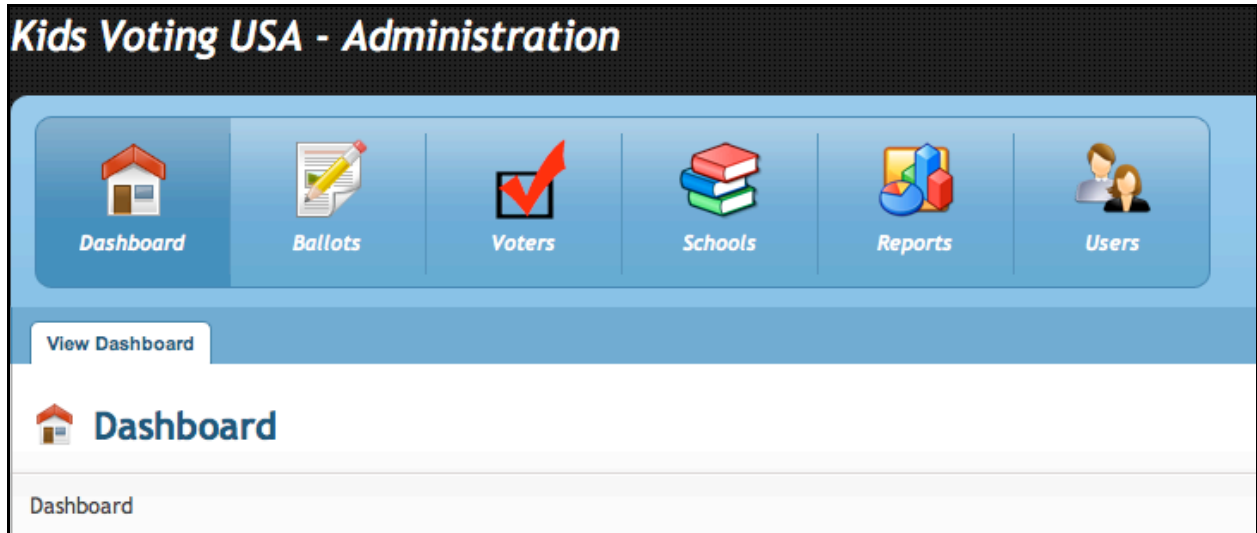 Kids Voting USA - Administration
Dashboard Ballots Voters Schools Reports Users
View Dashboard
Dashboard
Dashboard